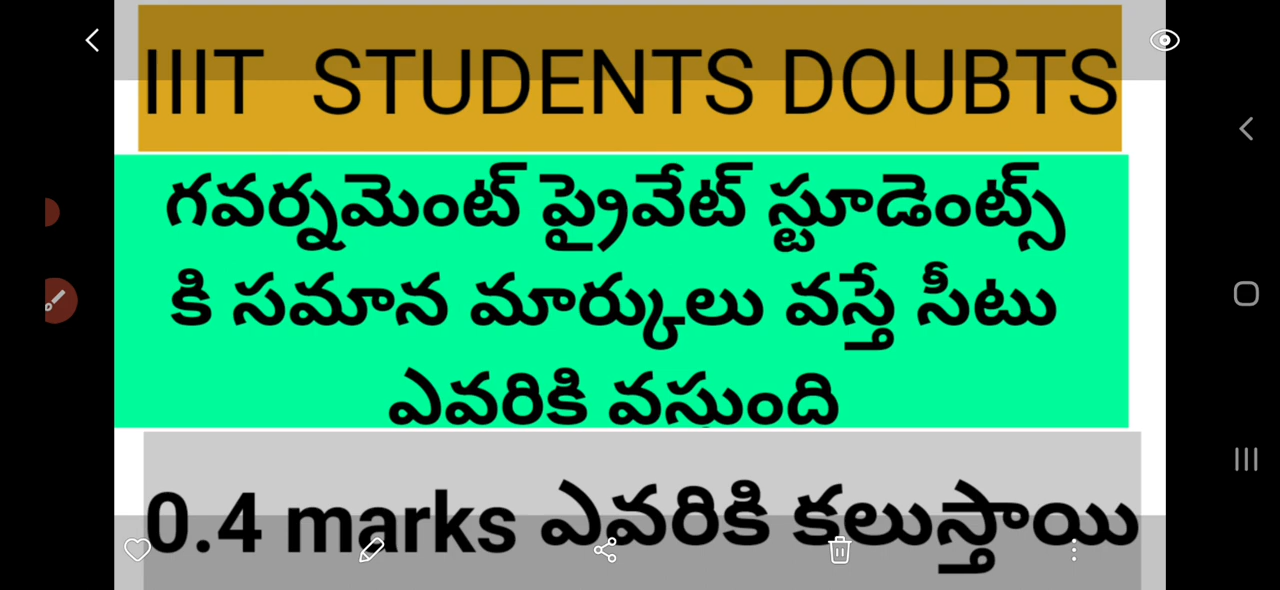 IIIT STUDENTS DOUBTS
గవర్నమెంట్ ప్రైవేట్ స్టూడెంట్స్
కి సమాన మార్కులు వస్తే సీటు
ఎవరికి వస్తుంది
0.4 marks ఎవరికి కలుస్తాయి